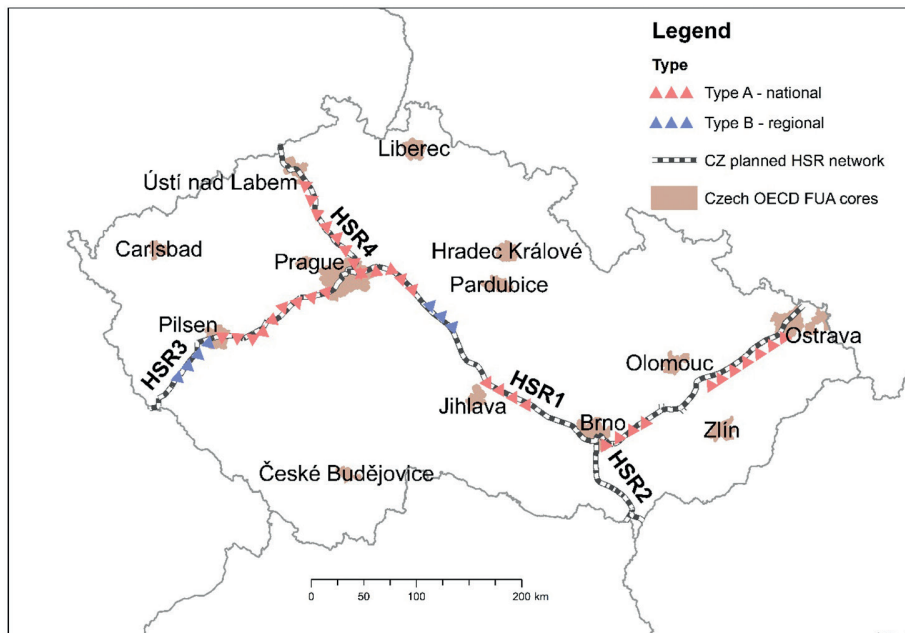 Legend
Type
Type A - national
Type B - regional
CZ planned HSR network
Czech OECD FUA cores
Liberec
Ústí nad Labem
HSR4
Carlsbad
Prague
Hradec Králové
Pardubice
Pilsen
HSR3
Ostrava
Olomouc
HSR1
Jihlava
Brno
Zlín
HSR2
České Budějovice
0 50 100 200 km